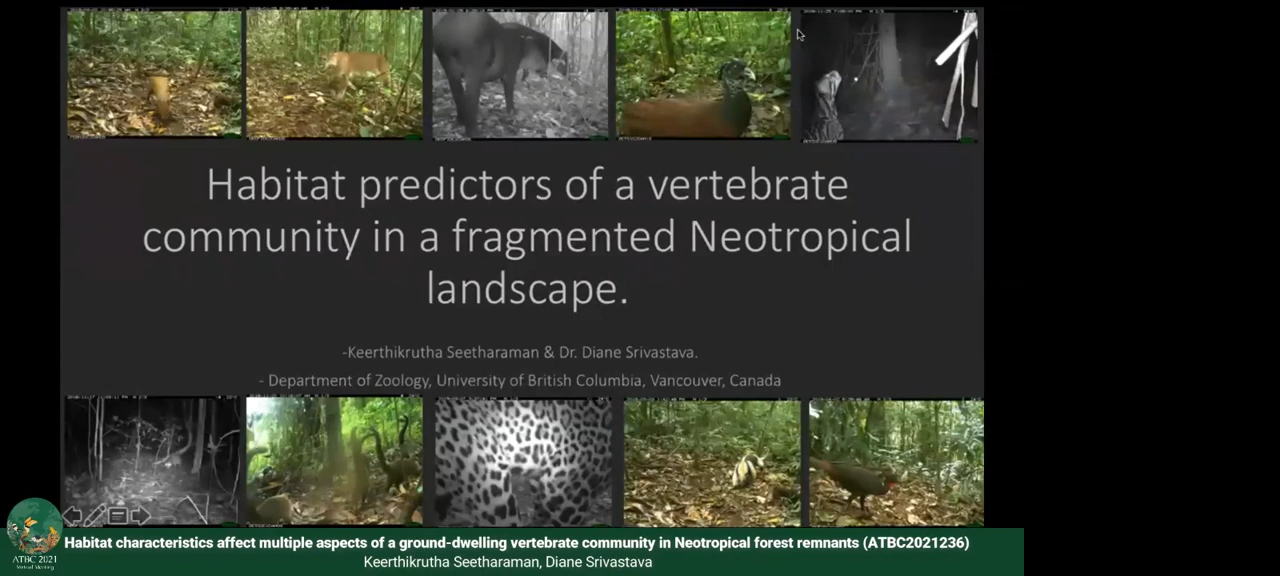 Habitat predictors of a vertebrate
community in a fragmented Neotropical
landscape.
-Keerthikrutha Seetharaman & Dr. Diane Srivastava.
- Department of Zoology, University of British Columbia, Vancouver, Canada
Habitat characteristics affect multiple aspects of a ground-dwelling vertebrate community in Neotropical forest remnants (ATBC2021236)
Keerthikrutha Seetharaman, Diane Srivastava
ATBC 2021
Virtual Meeting